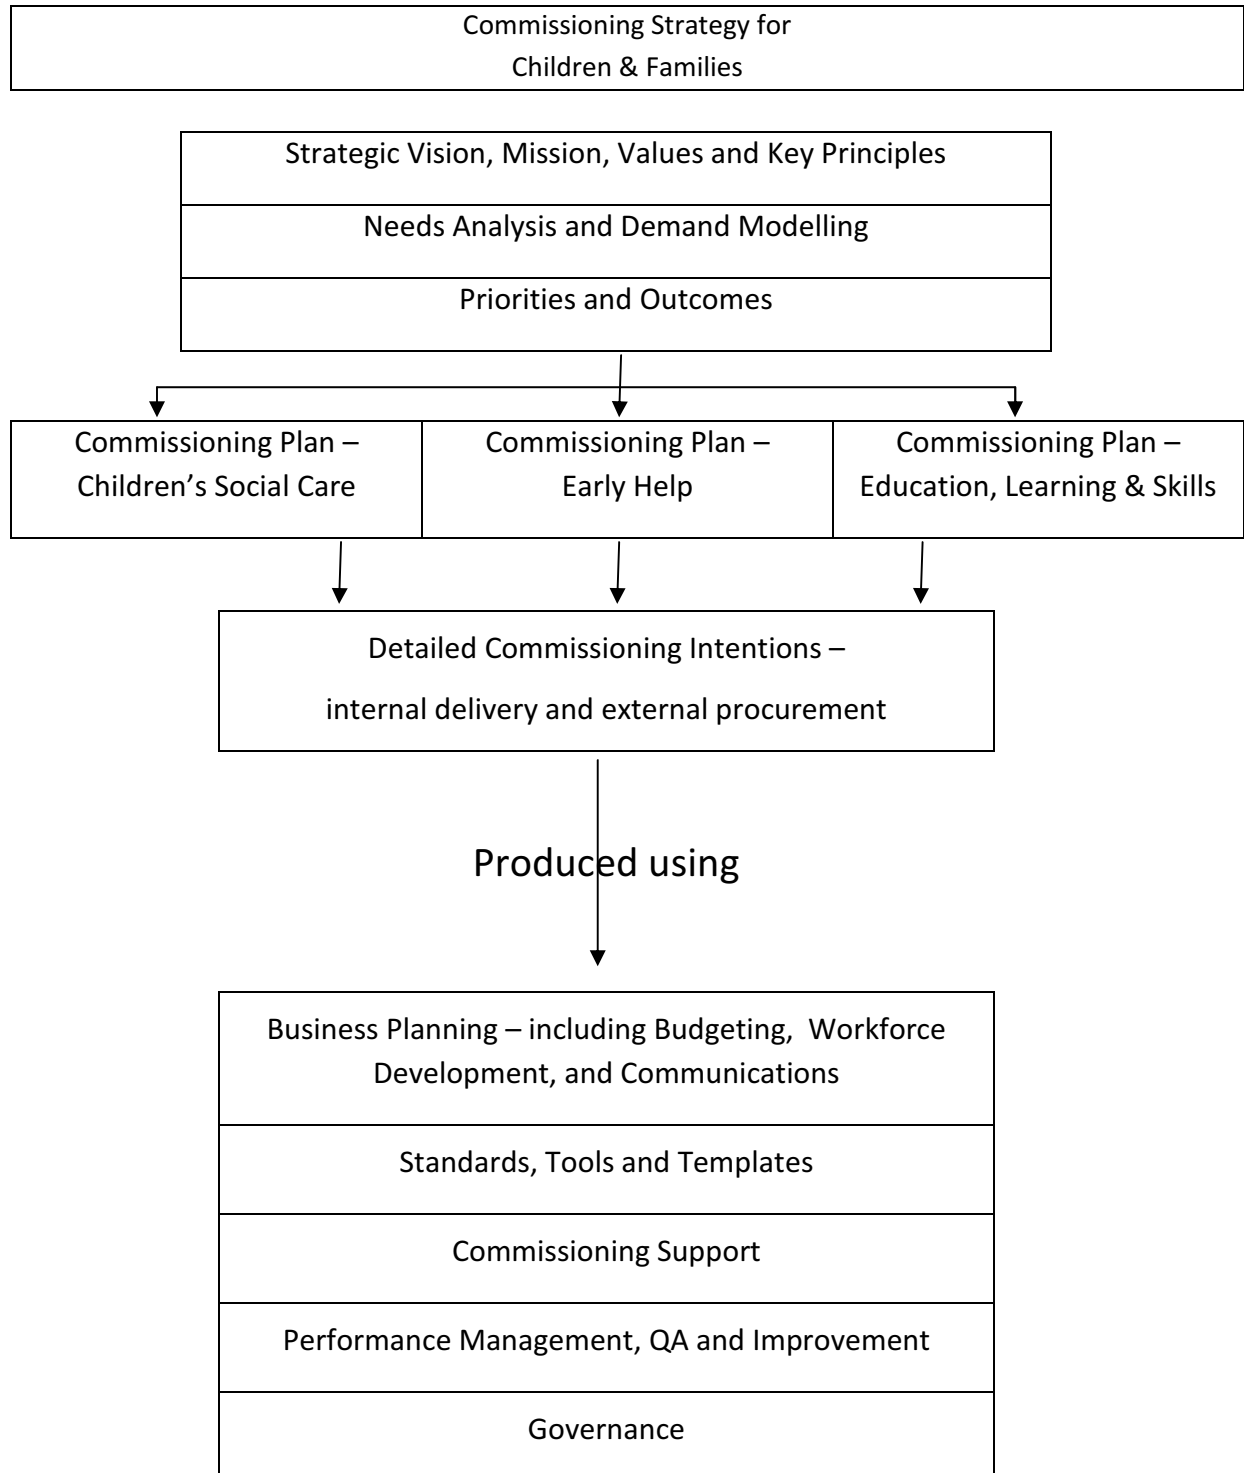 Commissioning Strategy for
Children & Families
Strategic Vision, Mission, Values and Key Principles
Needs Analysis and Demand Modelling
Priorities and Outcomes
Commissioning Plan –
Children’s Social Care
Commissioning Plan –
Early Help
Commissioning Plan –
Education, Learning & Skills
Detailed Commissioning Intentions –
internal delivery and external procurement
Produced using
Business Planning – including Budgeting,  Workforce
Development, and Communications
Standards, Tools and Templates
Commissioning Support
Performance Management, QA and Improvement
Governance